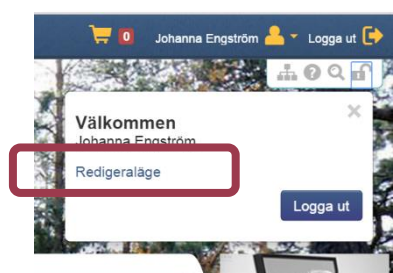 0 Johanna Engström Logga ut
Välkommen
Johanna Engström
Redigeraläge
Logga ut